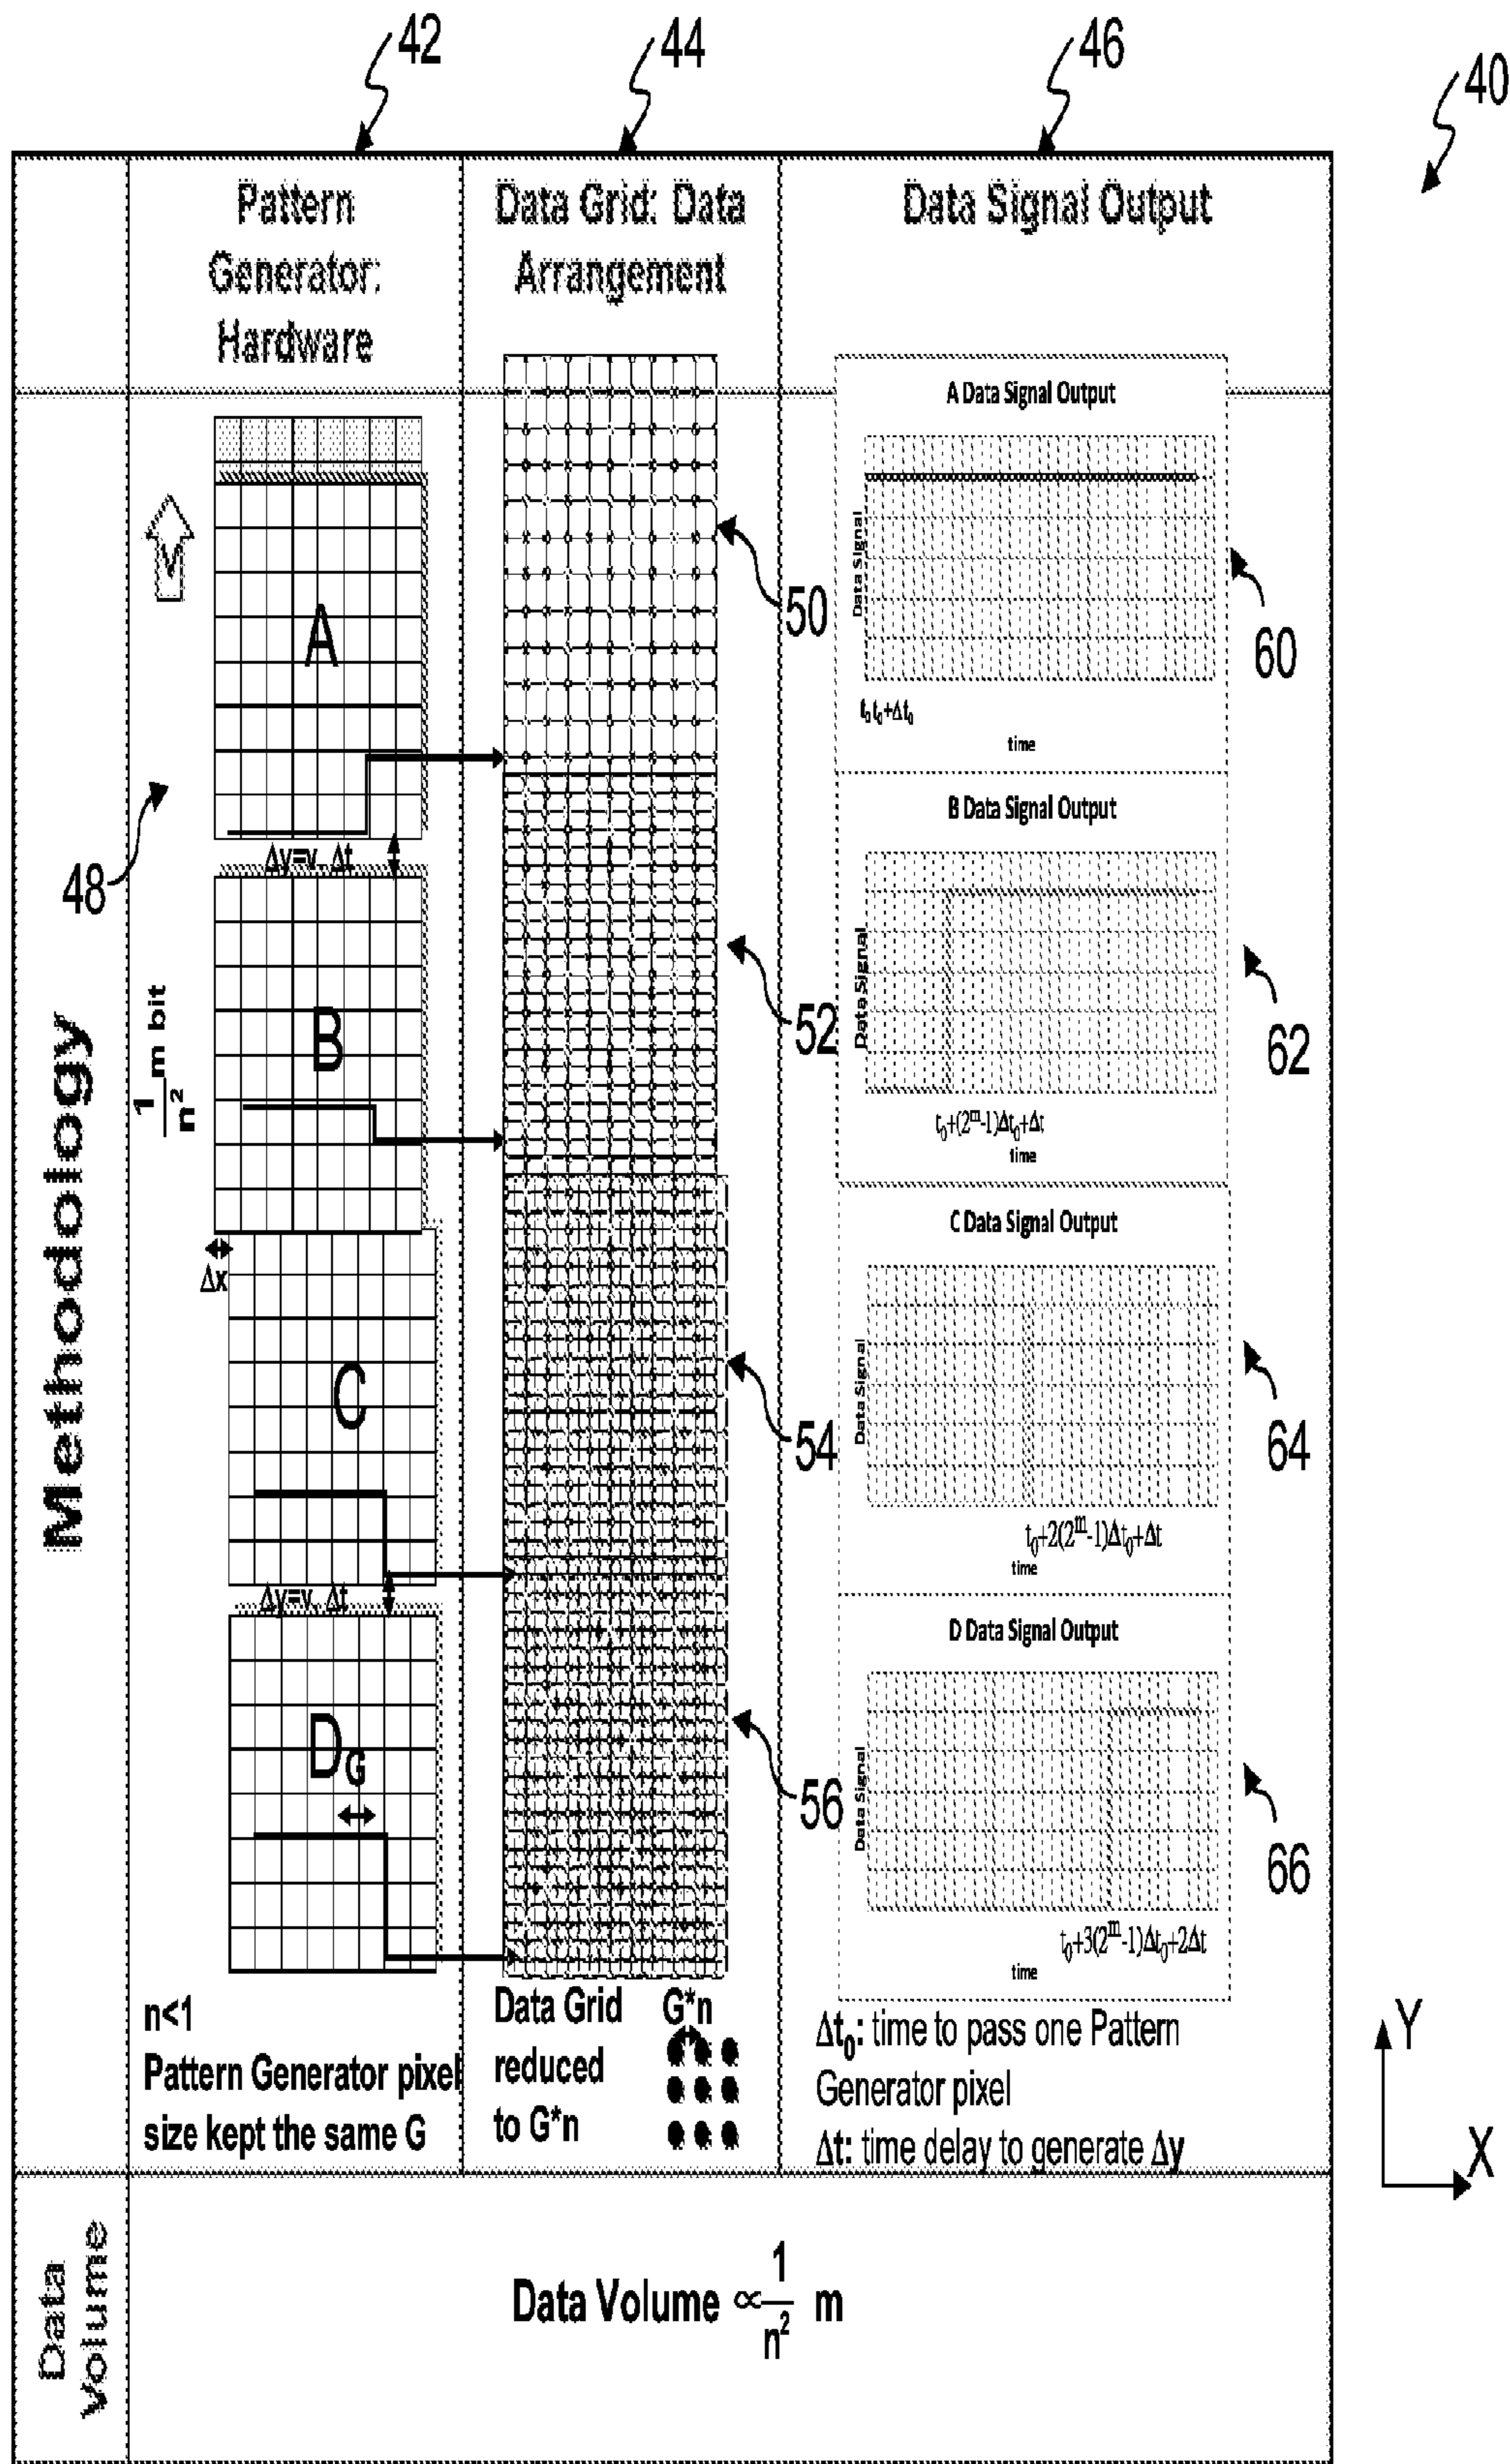 42
44
46
40
Pattern
Generator:
Hardware
Data Grid: Data
Arrangement
Data Signal Output
Methodology
1/n² m bit
48
V
A
Δy=v. Δt
B
Δx
C
Δy=v. Δt
D
G
n<1
Pattern Generator pixel
size kept the same G
50
52
54
56
Data Grid
reduced
to G*n
G*n
A Data Signal Output
Data Signal
t₀ t₀+Δt₀
time
60
B Data Signal Output
Data Signal
t₀+(2ᵐ-1)Δt₀+Δt
time
62
C Data Signal Output
Data Signal
t₀+2(2ᵐ-1)Δt₀+Δt
time
64
D Data Signal Output
Data Signal
t₀+3(2ᵐ-1)Δt₀+2Δt
time
66
Δt₀: time to pass one Pattern
Generator pixel
Δt: time delay to generate Δy
Y
X
Data
Volume
Data Volume ∝ 1/n² m